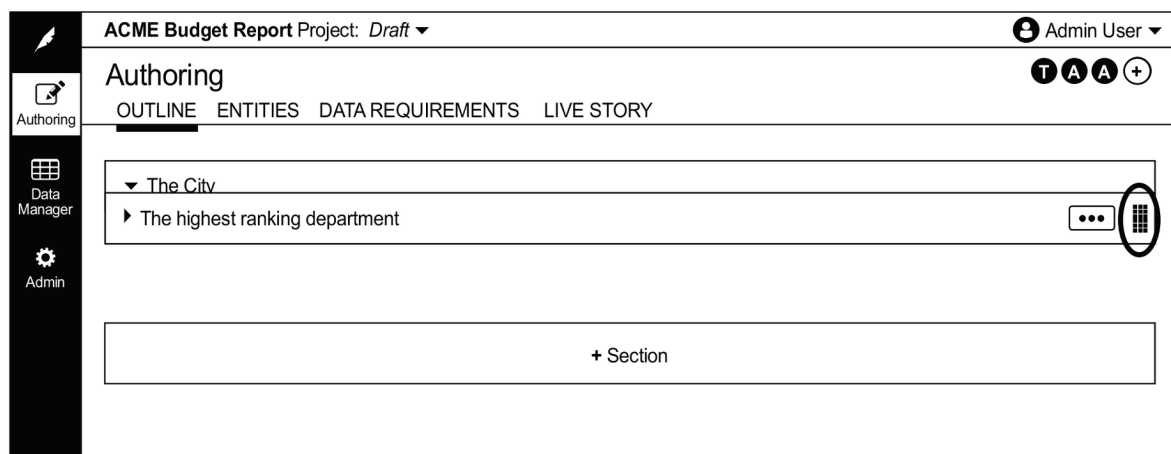 ACME Budget Report Project: Draft
Admin User
Authoring
T A A +
OUTLINE ENTITIES DATA REQUIREMENTS LIVE STORY
Authoring
Data
Manager
Admin
The City
The highest ranking department
+ Section